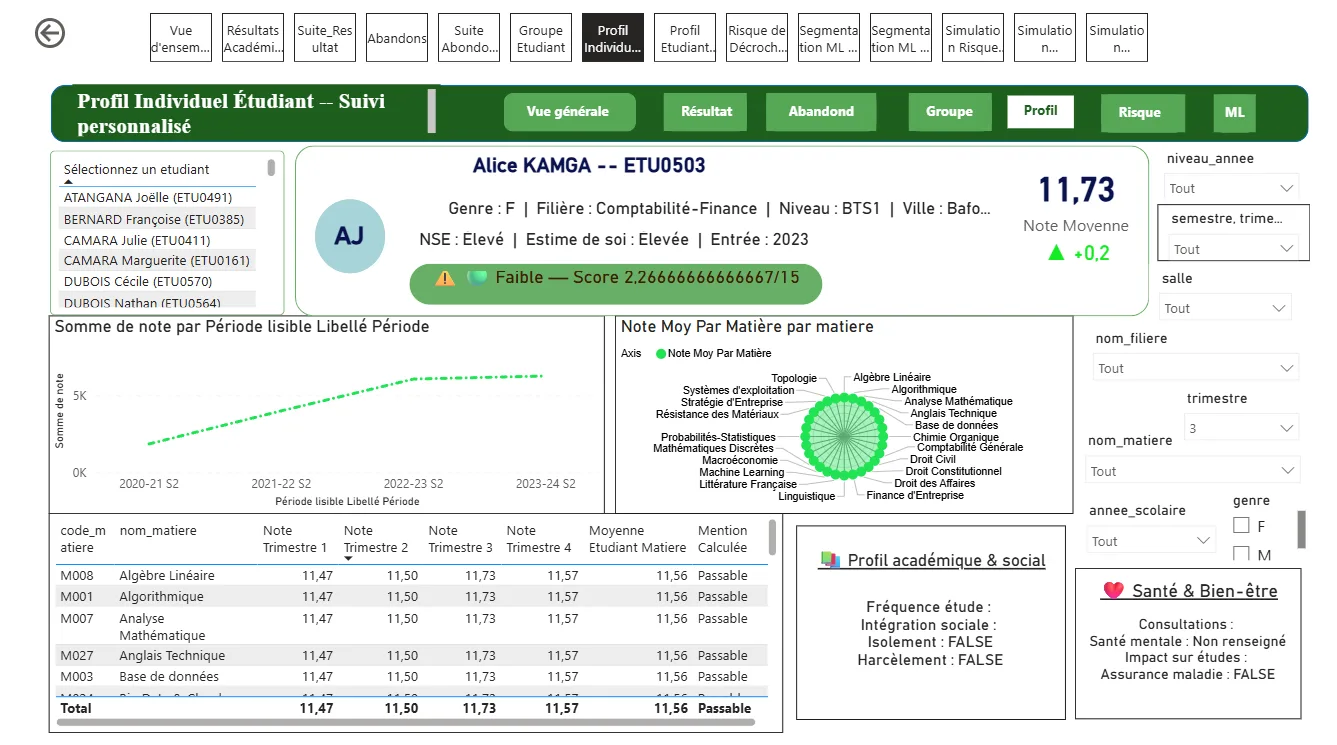 Vue d'ensem...
Résultats Académi...
Suite_Res ultat
Abandons
Suite Abondo...
Groupe Etudiant
Profil Individu...
Profil Etudiant...
Risque de Décroch...
Segmenta tion ML ...
Segmenta tion ML ...
Simulatio n Risque...
Simulatio n...
Simulatio n...
Profil Individuel Étudiant -- Suivi
personnalisé
Vue générale
Résultat
Abandond
Groupe
Profil
Risque
ML
Sélectionnez un etudiant
ATANGANA Joëlle (ETU0491)
BERNARD Françoise (ETU0385)
CAMARA Julie (ETU0411)
CAMARA Marguerite (ETU0161)
DUBOIS Cécile (ETU0570)
DUBOIS Nathan (ETU0564)
AJ
Alice KAMGA -- ETU0503
Genre : F | Filière : Comptabilité-Finance | Niveau : BTS1 | Ville : Bafo...
NSE : Elevé | Estime de soi : Elevée | Entrée : 2023
Faible — Score 2,26666666666667/15
11,73
Note Moyenne
▲ +0,2
niveau_annee
Tout
semestre, trime...
Tout
salle
Tout
nom_filiere
Tout
trimestre
3
nom_matiere
Tout
annee_scolaire
Tout
genre
F
M
Somme de note par Période lisible Libellé Période
Somme de note
5K
0K
2020-21 S2
2021-22 S2
2022-23 S2
2023-24 S2
Période lisible Libellé Période
Note Moy Par Matière par matiere
Axis
Note Moy Par Matière
Topologie
Systèmes d'exploitation
Stratégie d'Entreprise
Résistance des Matériaux
Probabilités-Statistiques
Mathématiques Discrètes
Macroéconomie
Machine Learning
Littérature Française
Linguistique
Algèbre Linéaire
Algorithmique
Analyse Mathématique
Anglais Technique
Base de données
Chimie Organique
Comptabilité Générale
Droit Civil
Droit Constitutionnel
Droit des Affaires
Finance d'Entreprise
code_m atiere nom_matiere Note Trimestre 1 Note Trimestre 2 Note Trimestre 3 Note Trimestre 4 Moyenne Etudiant Matiere Mention Calculée
M008 Algèbre Linéaire 11,47 11,50 11,73 11,57 11,56 Passable
M001 Algorithmique 11,47 11,50 11,73 11,57 11,56 Passable
M007 Analyse Mathématique 11,47 11,50 11,73 11,57 11,56 Passable
M027 Anglais Technique 11,47 11,50 11,73 11,57 11,56 Passable
M003 Base de données 11,47 11,50 11,73 11,57 11,56 Passable
Total 11,47 11,50 11,73 11,57 11,56 Passable
Profil académique & social
Fréquence étude :
Intégration sociale :
Isolement : FALSE
Harcèlement : FALSE
Santé & Bien-être
Consultations :
Santé mentale : Non renseigné
Impact sur études :
Assurance maladie : FALSE